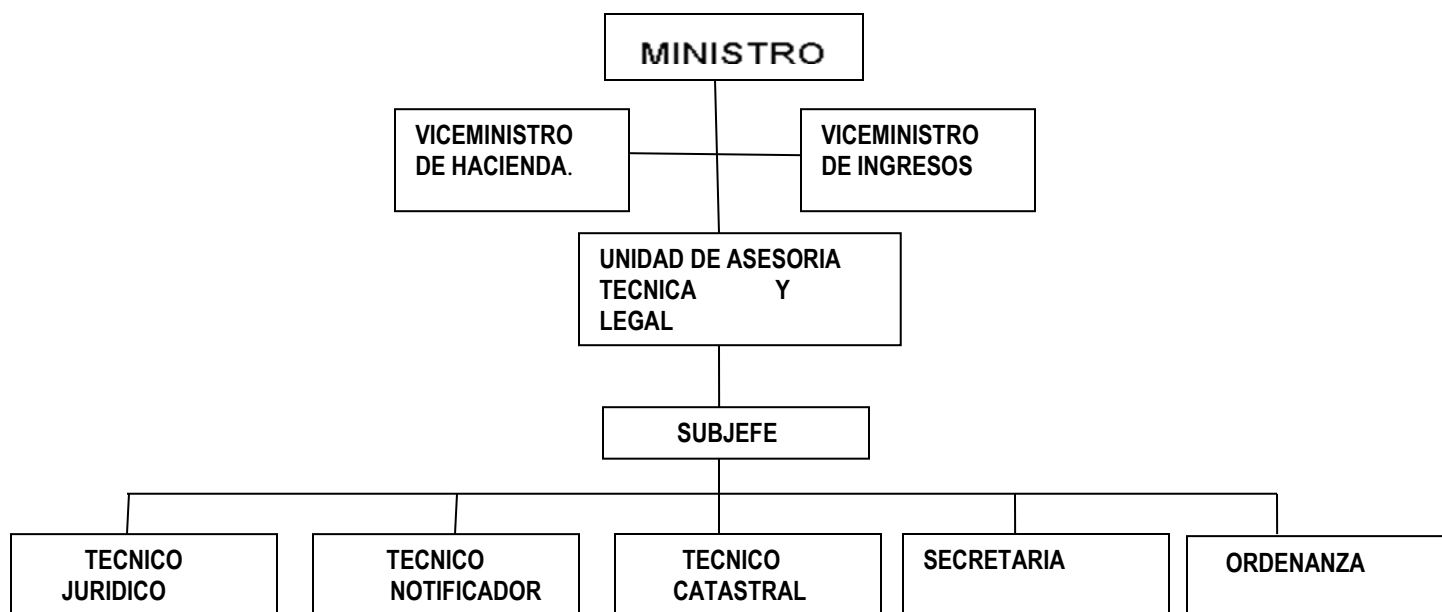 MINISTRO
VICEMINISTRO
DE HACIENDA.
VICEMINISTRO
DE INGRESOS
UNIDAD DE ASESORIA
TECNICA Y
LEGAL
SUBJEFE
TECNICO
JURIDICO
TECNICO
NOTIFICADOR
TECNICO
CATASTRAL
SECRETARIA
ORDENANZA